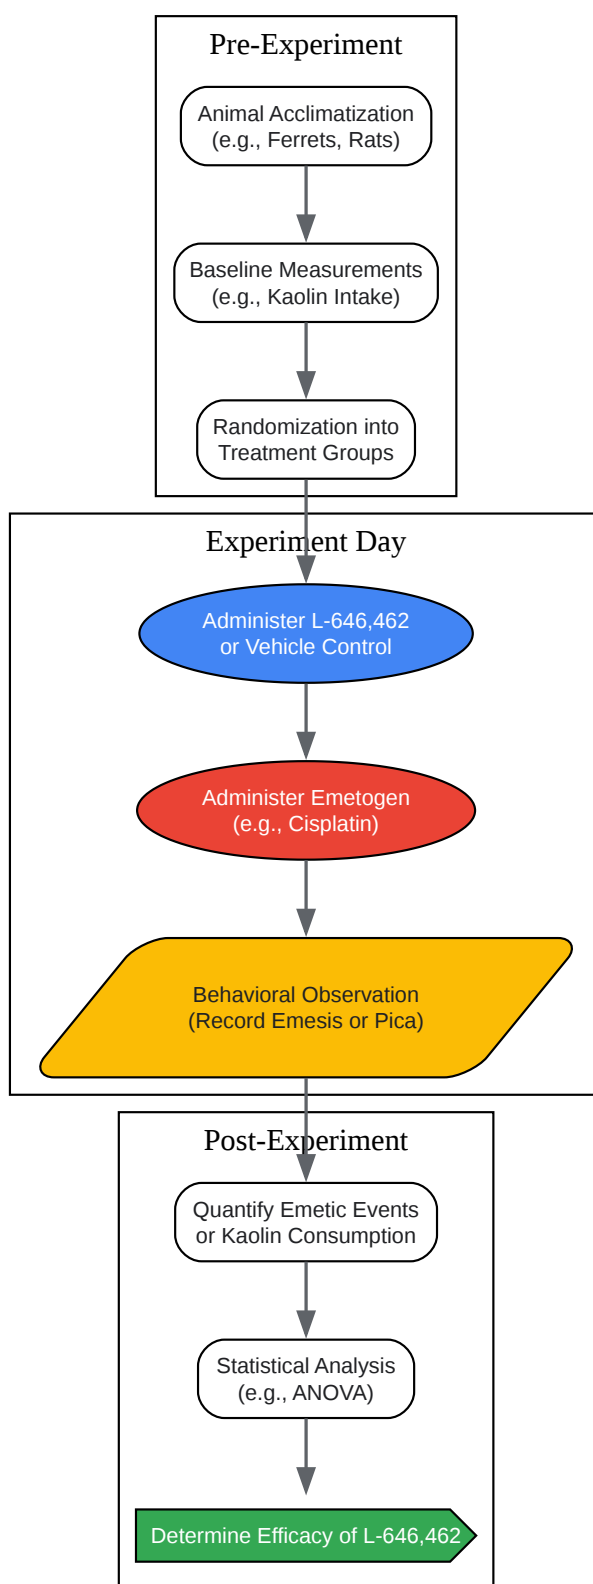 Pre-Experiment
Animal Acclimatization
(e.g., Ferrets, Rats)
Baseline Measurements
(e.g., Kaolin Intake)
Randomization into
Treatment Groups
Experiment Day
Administer L-646,462
or Vehicle Control
Administer Emetogen
(e.g., Cisplatin)
Behavioral Observation
(Record Emesis or Pica)
Post-Experiment
Quantify Emetic Events
or Kaolin Consumption
Statistical Analysis
(e.g., ANOVA)
Determine Efficacy of L-646,462